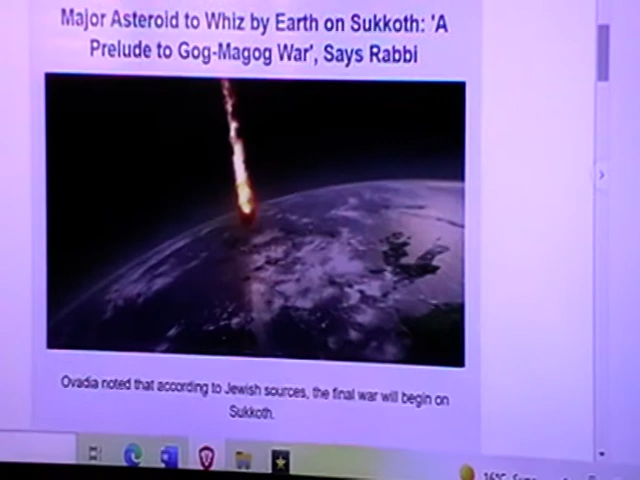 Major Asteroid to Whiz by Earth on Sukkoth: 'A
Prelude to Gog-Magog War', Says Rabbi
Ovadia noted that according to Jewish sources, the final war will begin on
Sukkoth.
16°C